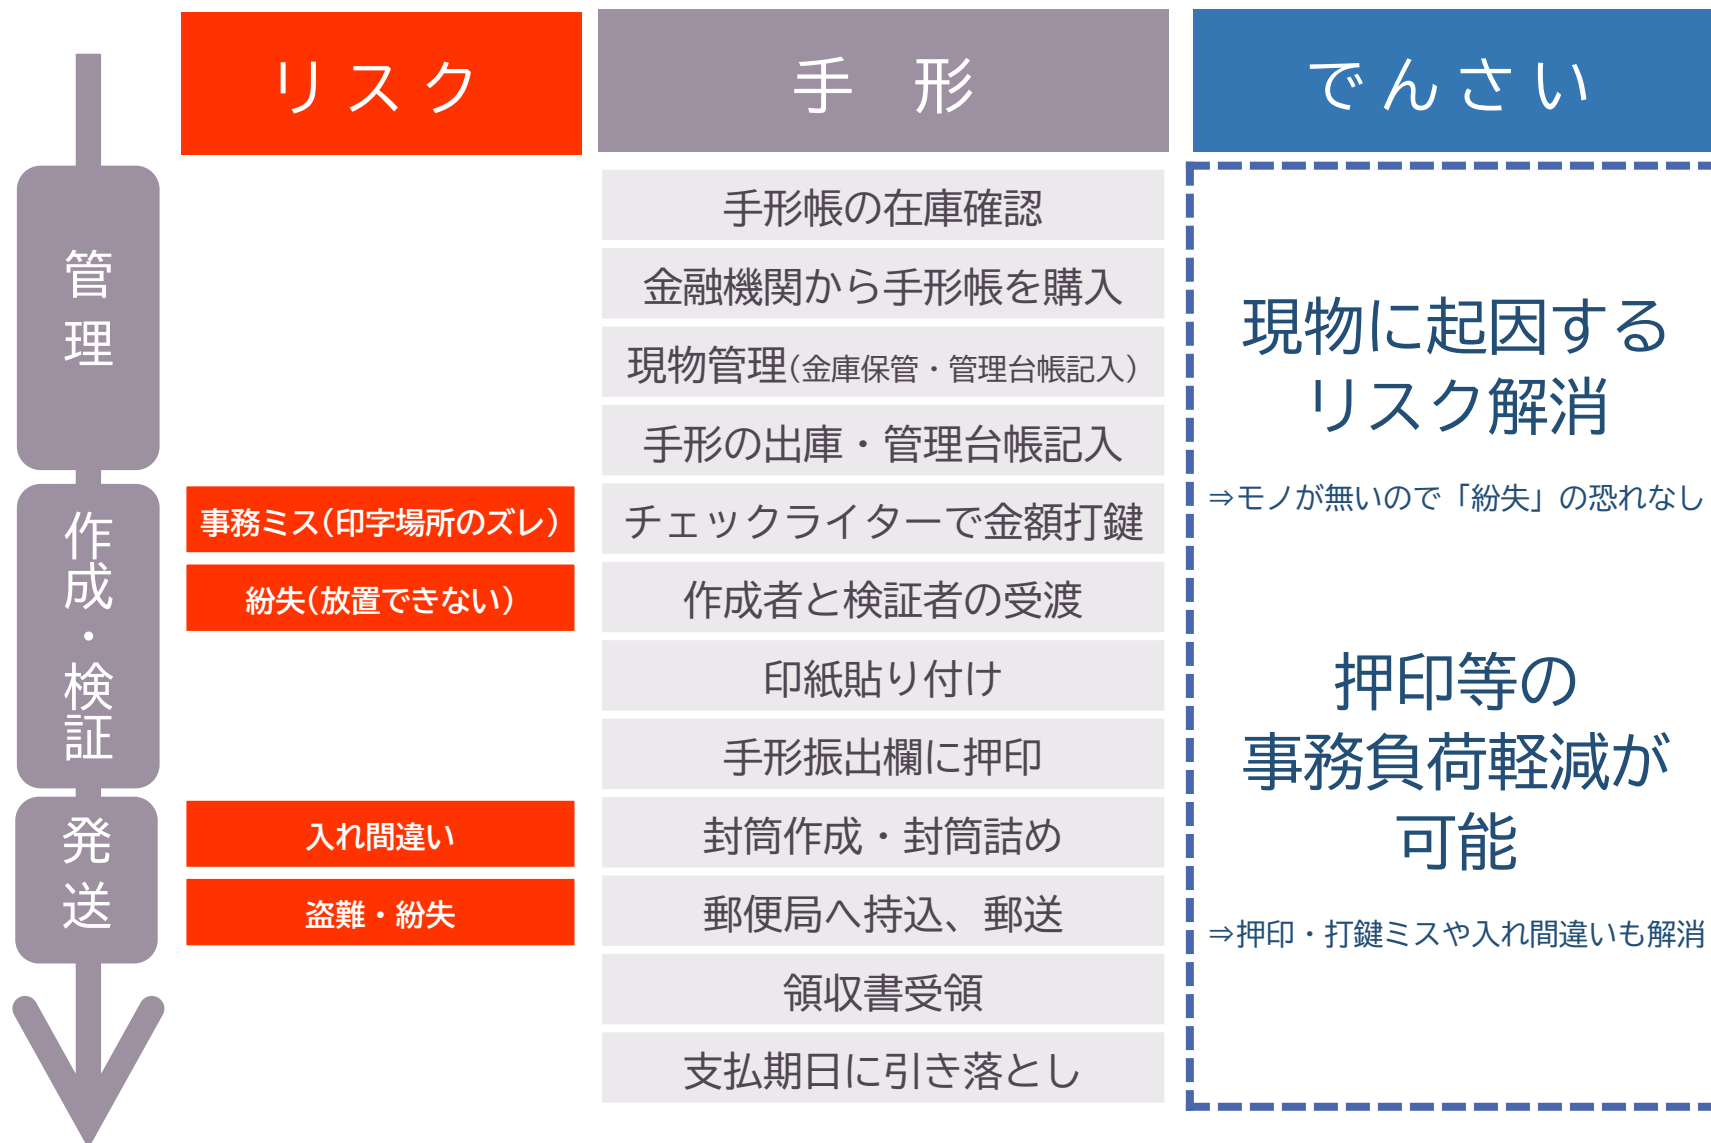 リスク
手形
でんさい
管理
手形帳の在庫確認
金融機関から手形帳を購入
現物管理(金庫保管・管理台帳記入)
手形の出庫・管理台帳記入
作成・検証
事務ミス(印字場所のズレ)
チェックライターで金額打鍵
紛失(放置できない)
作成者と検証者の受渡
印紙貼り付け
手形振出欄に押印
発送
入れ間違い
封筒作成・封筒詰め
盗難・紛失
郵便局へ持込、郵送
領収書受領
支払期日に引き落とし
現物に起因する
リスク解消
⇒モノが無いので「紛失」の恐れなし
押印等の
事務負荷軽減が
可能
⇒押印・打鍵ミスや入れ間違いも解消